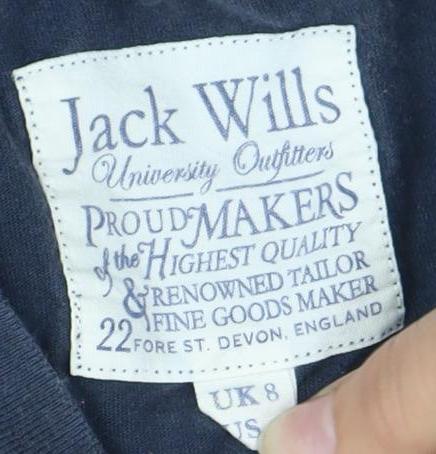 Jack Wills
University Outfitters
PROUD MAKERS
of the HIGHEST QUALITY
& RENOWNED TAILOR
FINE GOODS MAKER
22 FORE ST. DEVON, ENGLAND
UK 8
US